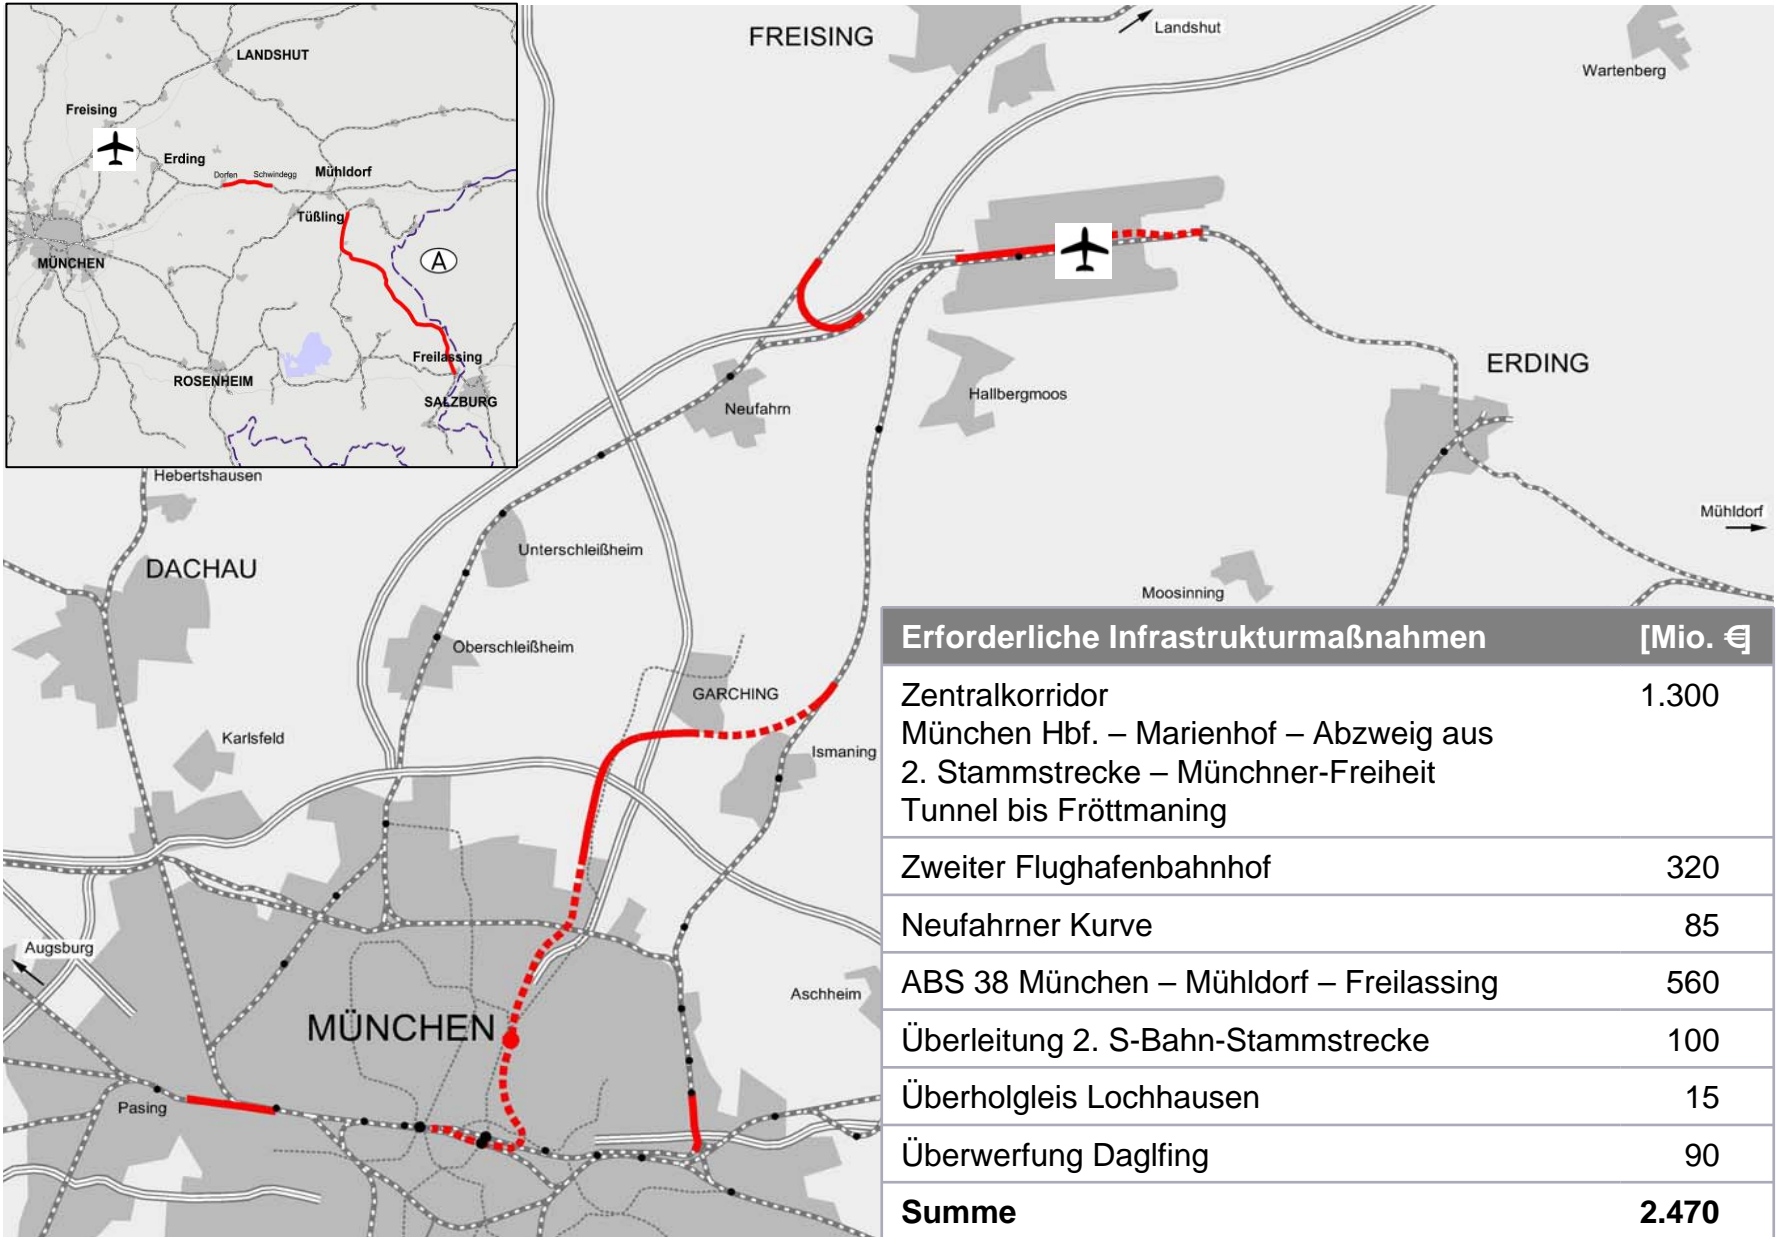 LANDSHUT
Freising
Erding
Dorfen
Schwindegg
Mühldorf
Tüßling
A
MÜNCHEN
Freilassing
ROSENHEIM
SALZBURG
FREISING
Landshut
Wartenberg
ERDING
Hallbergmoos
Neufahrn
Hebertshausen
Mühldorf
Unterschleißheim
DACHAU
Moosinning
Oberschleißheim
GARCHING
Karlsfeld
Ismaning
Augsburg
Aschheim
MÜNCHEN
Pasing
Erforderliche Infrastrukturmaßnahmen [Mio. €]
Zentralkorridor 1.300
München Hbf. – Marienhof – Abzweig aus
2. Stammstrecke – Münchner-Freiheit
Tunnel bis Fröttmaning
Zweiter Flughafenbahnhof 320
Neufahrner Kurve 85
ABS 38 München – Mühldorf – Freilassing 560
Überleitung 2. S-Bahn-Stammstrecke 100
Überholgleis Lochhausen 15
Überwerfung Daglfing 90
Summe 2.470